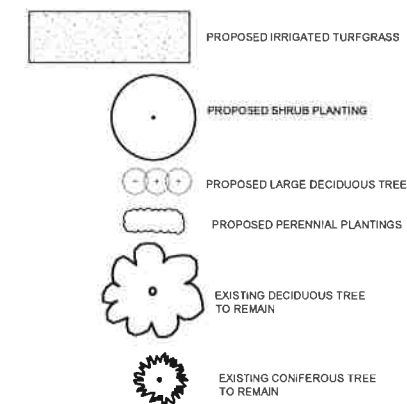 PROPOSED IRRIGATED TURFGRASS
PROPOSED SHRUB PLANTING
PROPOSED LARGE DECIDUOUS TREE
PROPOSED PERENNIAL PLANTINGS
EXISTING DECIDUOUS TREE
TO REMAIN
EXISTING CONIFEROUS TREE
TO REMAIN